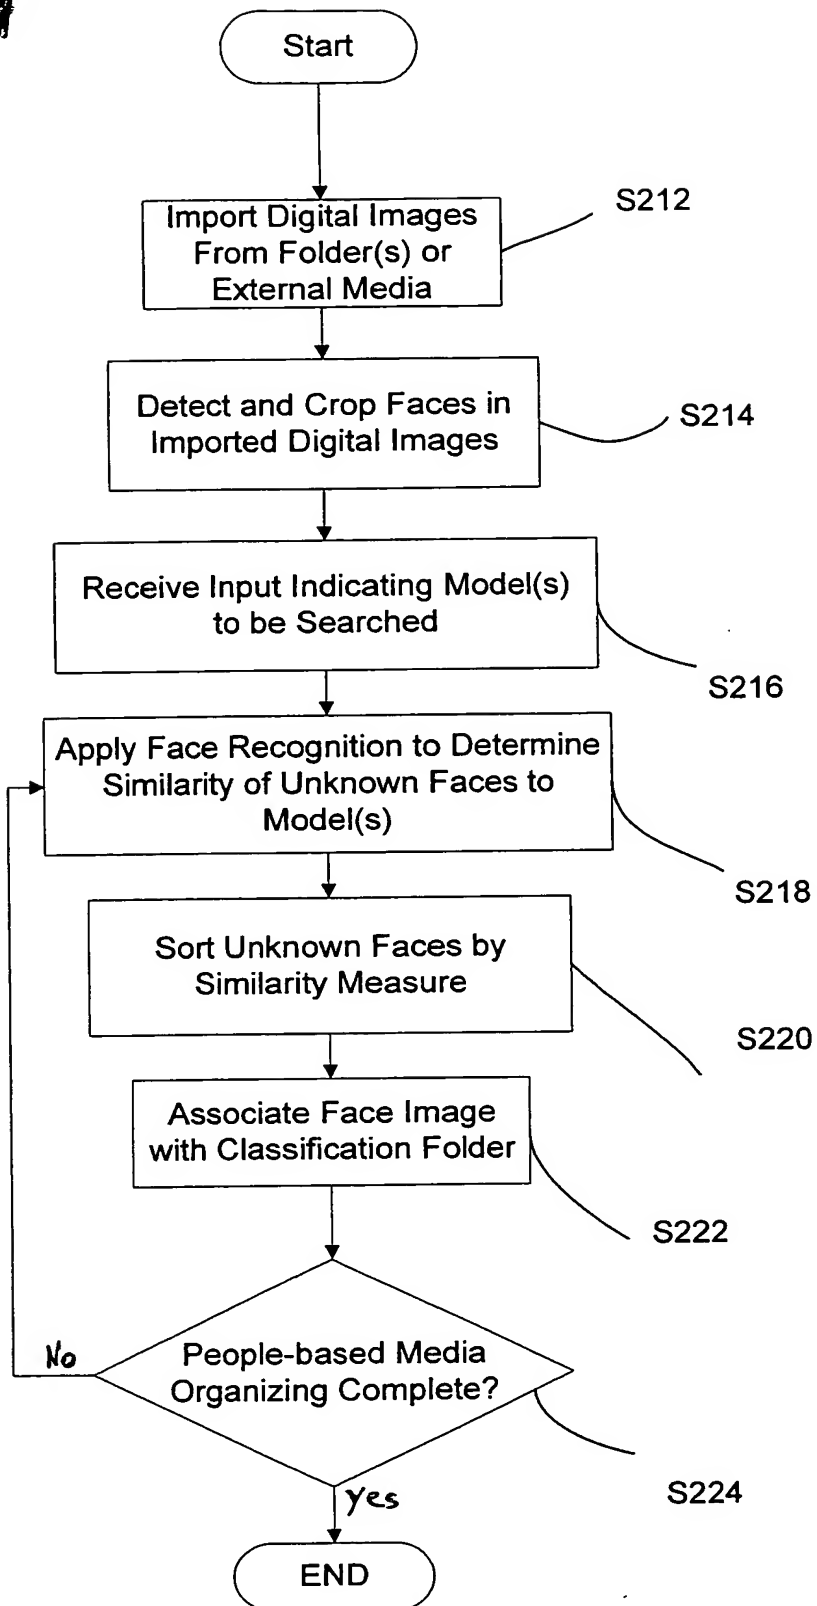 Start
S212
Import Digital Images
From Folder(s) or
External Media
Detect and Crop Faces in
Imported Digital Images
S214
Receive Input Indicating Model(s)
to be Searched
S216
Apply Face Recognition to Determine
Similarity of Unknown Faces to
Model(s)
S218
Sort Unknown Faces by
Similarity Measure
S220
Associate Face Image
with Classification Folder
S222
No
People-based Media
Organizing Complete?
S224
yes
END